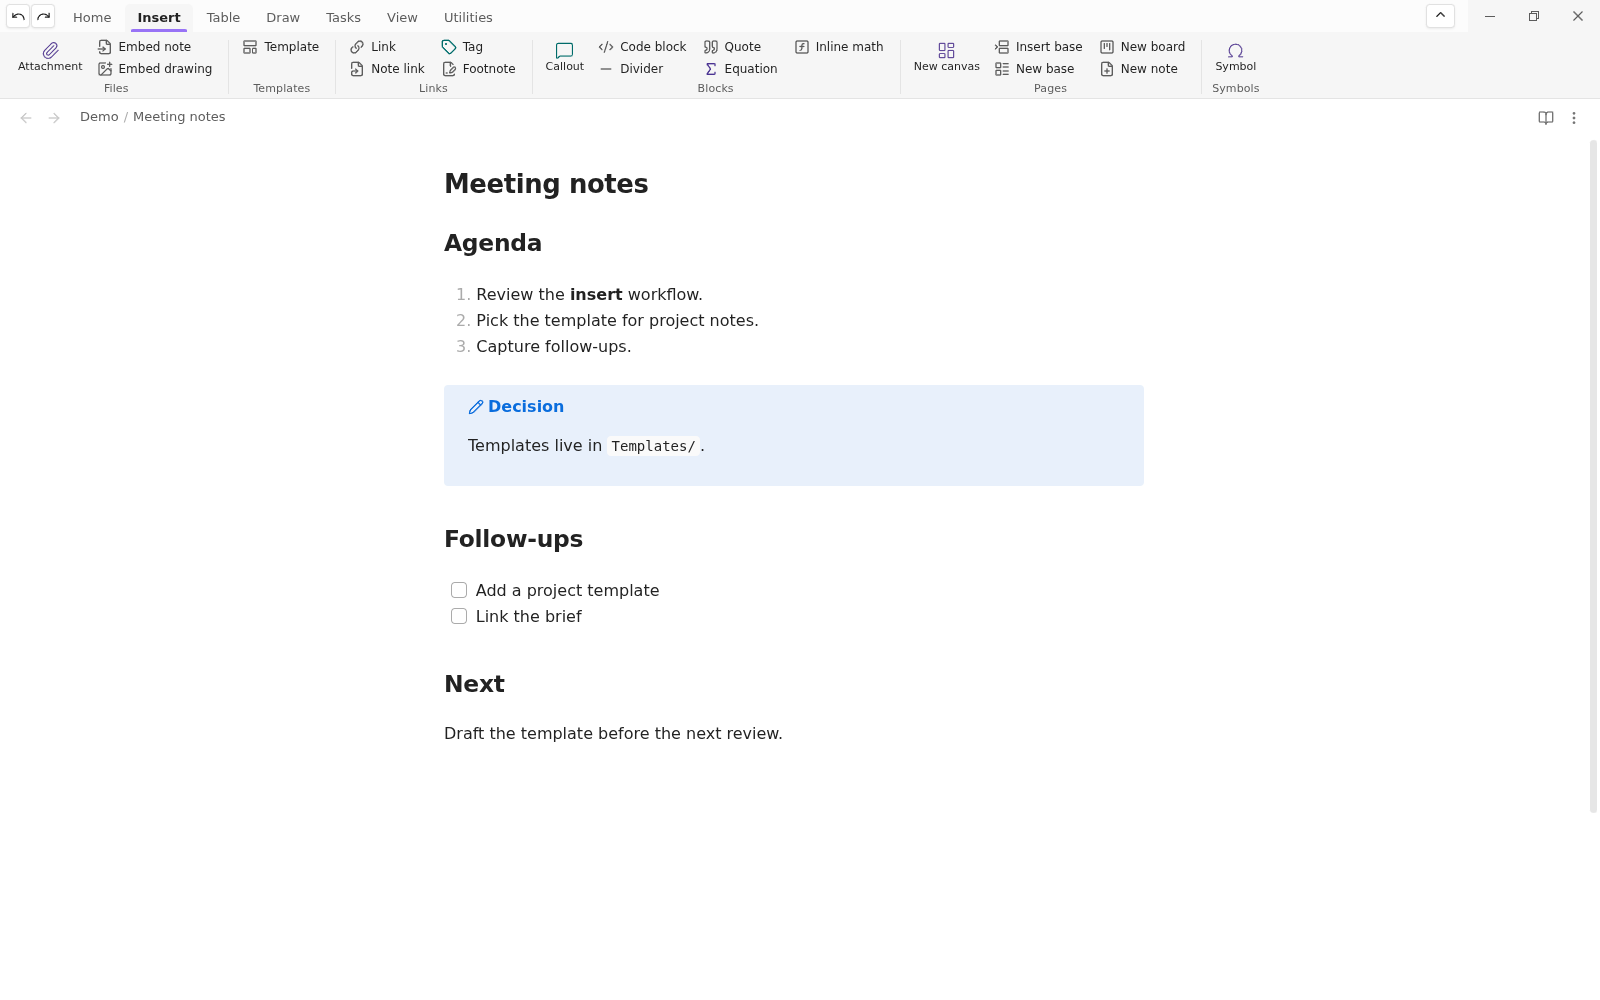 Home Insert Table Draw Tasks View Utilities
Attachment
Embed note
Embed drawing
Files
Template
Templates
Link
Note link
Tag
Footnote
Links
Callout
Code block
Divider
Quote
Equation
Inline math
Blocks
New canvas
Insert base
New base
New board
New note
Pages
Symbol
Symbols
Demo / Meeting notes
Meeting notes
Agenda
1. Review the insert workflow.
2. Pick the template for project notes.
3. Capture follow-ups.
Decision
Templates live in Templates/.
Follow-ups
Add a project template
Link the brief
Next
Draft the template before the next review.